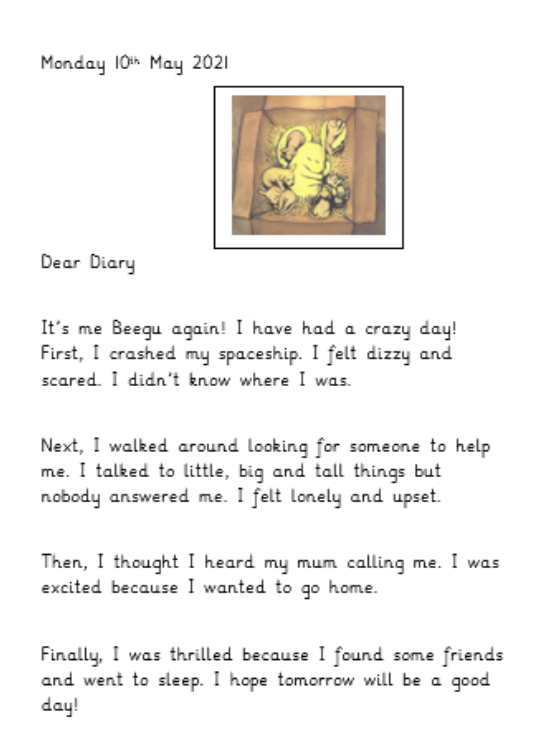 Monday 10th May 2021
Dear Diary
It's me Beegu again! I have had a crazy day!
First, I crashed my spaceship. I felt dizzy and
scared. I didn't know where I was.
Next, I walked around looking for someone to help
me. I talked to little, big and tall things but
nobody answered me. I felt lonely and upset.
Then, I thought I heard my mum calling me. I was
excited because I wanted to go home.
Finally, I was thrilled because I found some friends
and went to sleep. I hope tomorrow will be a good
day!